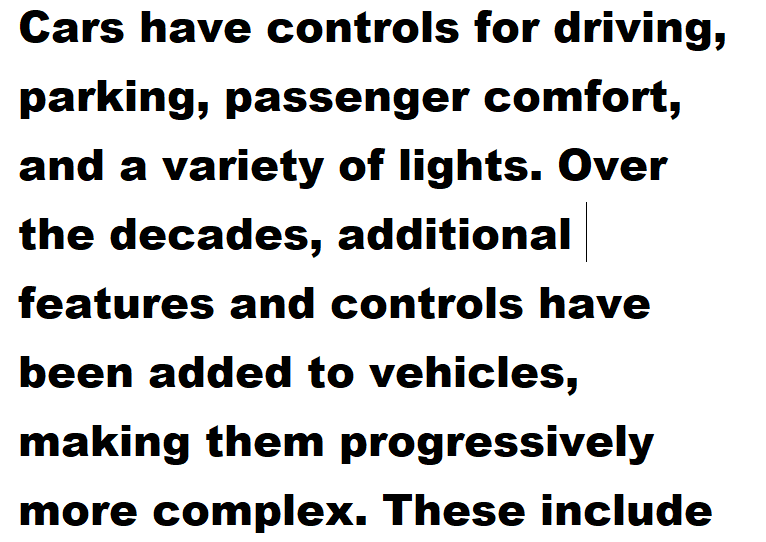 Cars have controls for driving,
parking, passenger comfort,
and a variety of lights. Over
the decades, additional
features and controls have
been added to vehicles,
making them progressively
more complex. These include